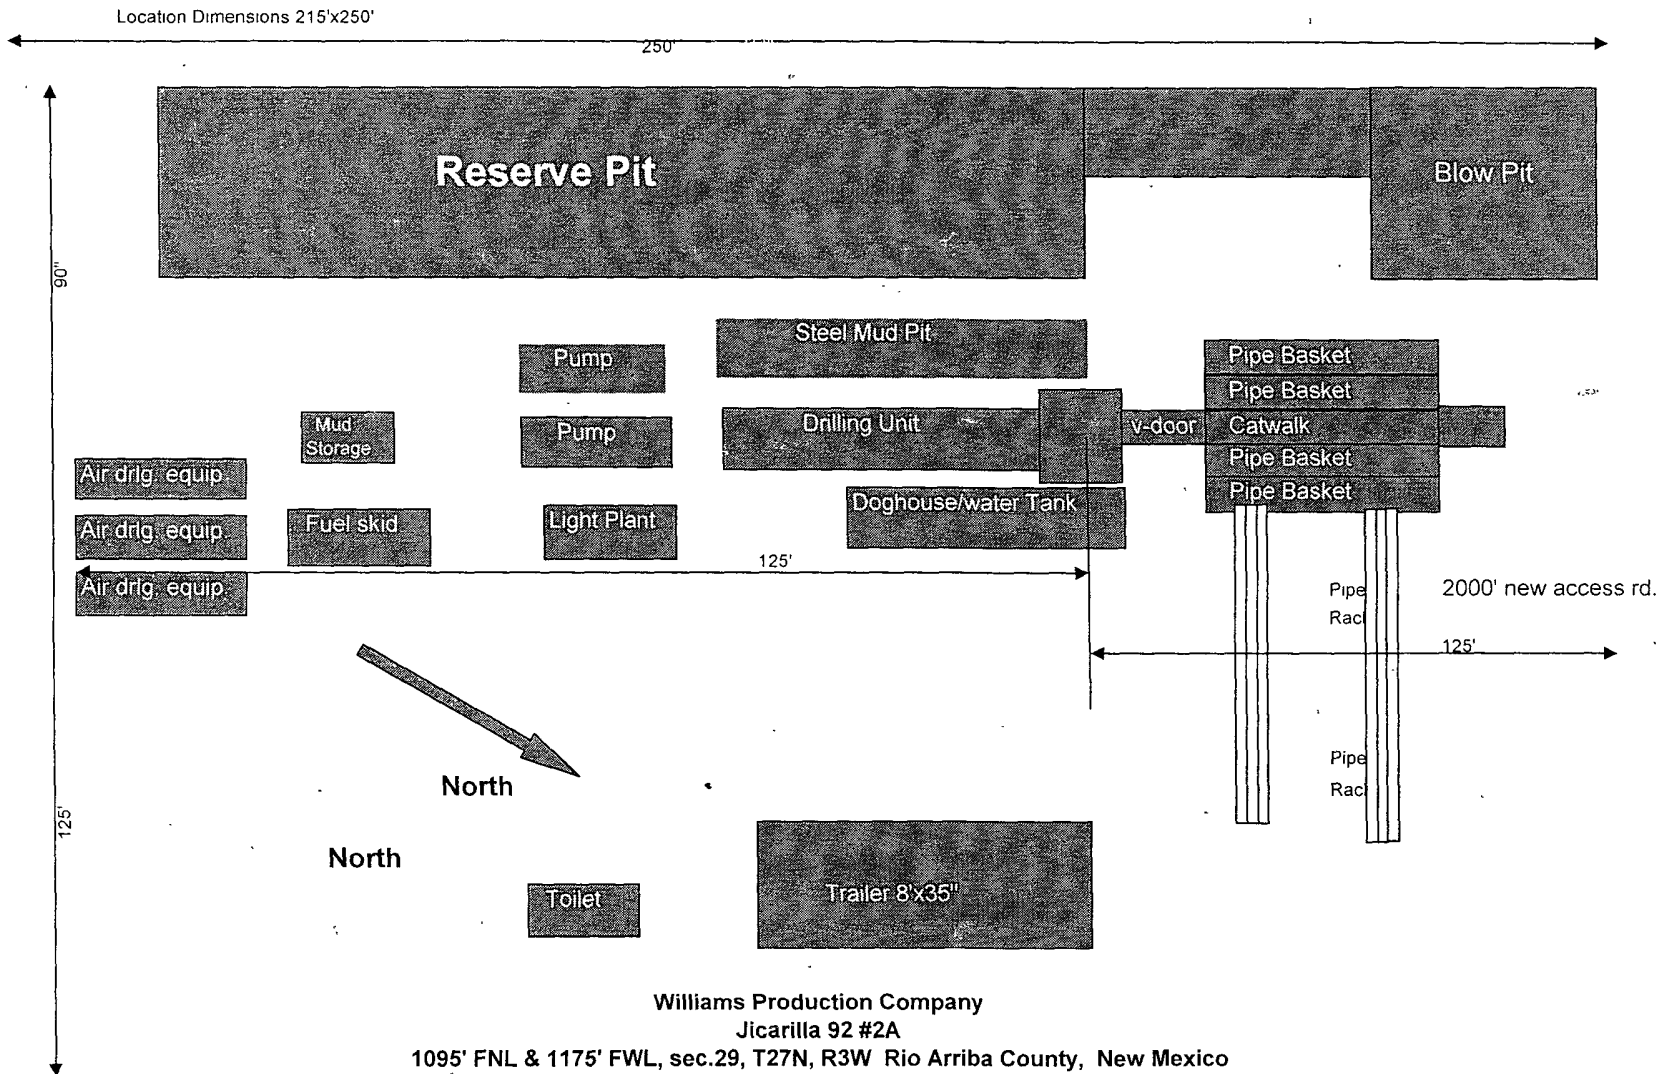 Location Dimensions 215'x250'
250'
Reserve Pit
Blow Pit
90"
Steel Mud Pit
Pump
Pipe Basket
Pipe Basket
Mud
Storage
Pump
Drilling Unit
v-door
Catwalk
Pipe Basket
Air drlg. equip.
Pipe Basket
Fuel skid
Light Plant
Doghouse/water Tank
Air drlg. equip.
125'
Air drlg. equip.
Pipe
Racl
2000' new access rd.
125'
Pipe
Racl
North
125'
North
Toilet
Trailer 8'x35"
Williams Production Company
Jicarilla 92 #2A
1095' FNL & 1175' FWL, sec.29, T27N, R3W Rio Arriba County, New Mexico